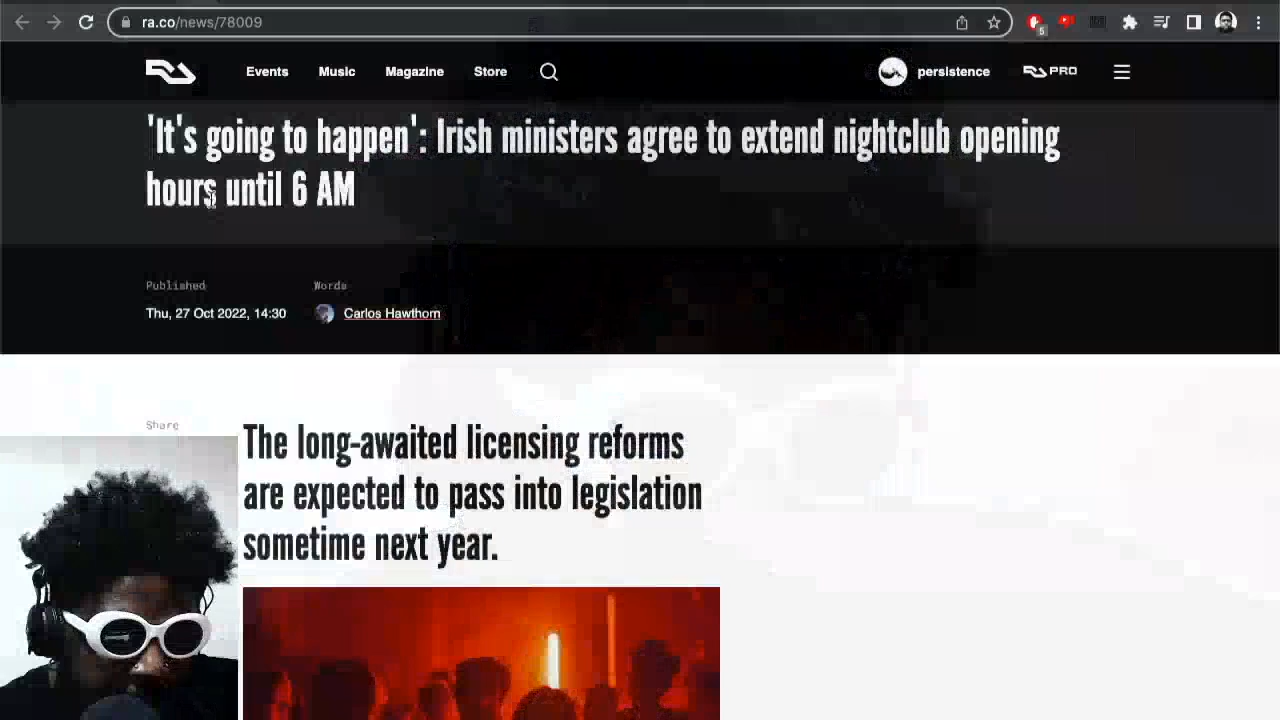 ra.co/news/78009
5
Events Music Magazine Store
persistence
PRO
'It's going to happen': Irish ministers agree to extend nightclub opening
hours until 6 AM
Published Words
Thu, 27 Oct 2022, 14:30 Carlos Hawthorn
Share
The long-awaited licensing reforms
are expected to pass into legislation
sometime next year.